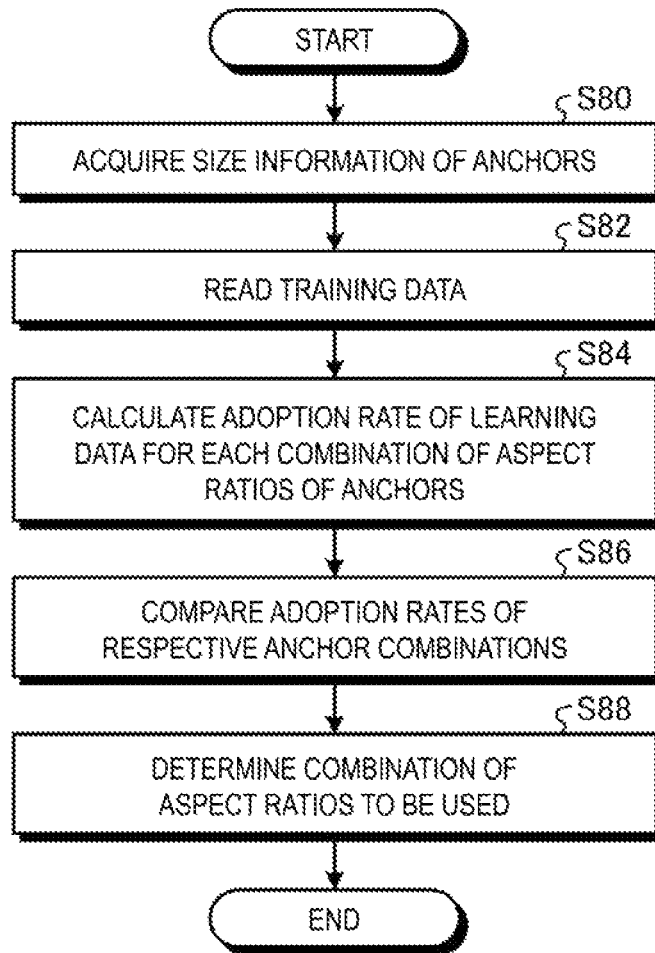 START
S80
ACQUIRE SIZE INFORMATION OF ANCHORS
S82
READ TRAINING DATA
S84
CALCULATE ADOPTION RATE OF LEARNING
DATA FOR EACH COMBINATION OF ASPECT
RATIOS OF ANCHORS
S86
COMPARE ADOPTION RATES OF
RESPECTIVE ANCHOR COMBINATIONS
S88
DETERMINE COMBINATION OF
ASPECT RATIOS TO BE USED
END